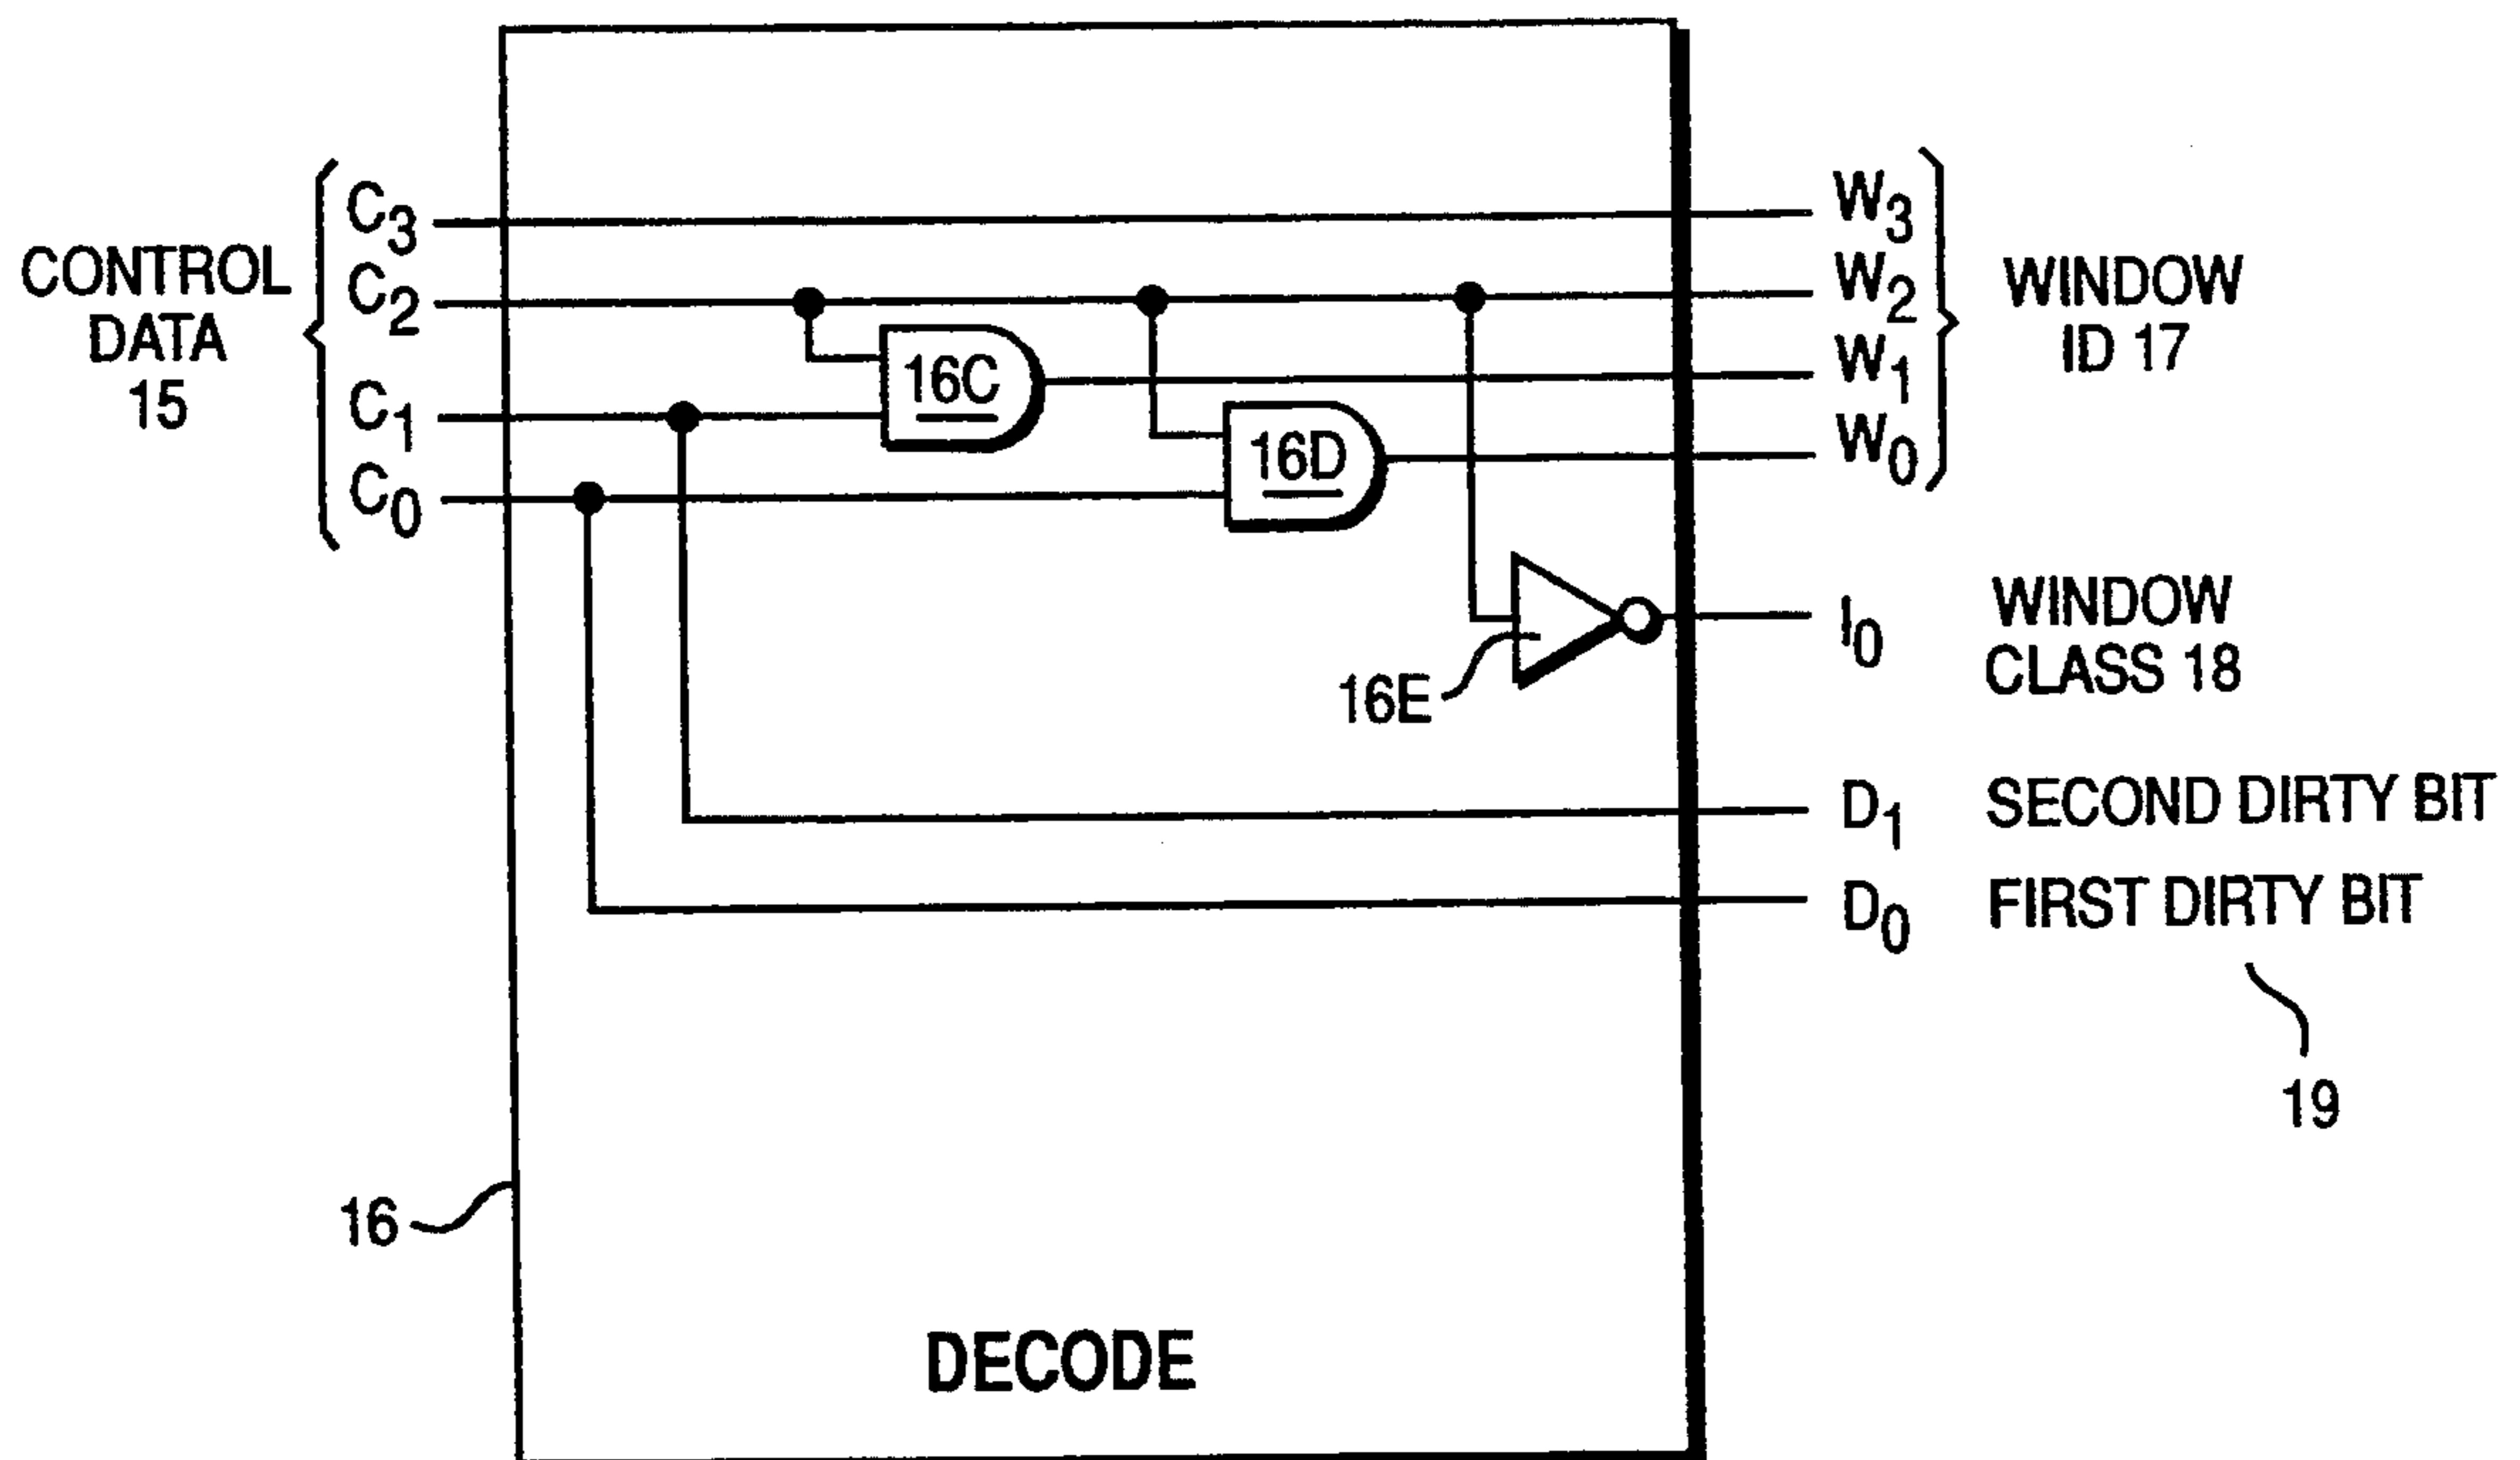 CONTROL
DATA
15
C3
C2
C1
C0
16C
16D
16E
W3
W2
W1
W0
WINDOW
ID 17
I0
WINDOW
CLASS 18
D1
SECOND DIRTY BIT
D0
FIRST DIRTY BIT
19
16
DECODE